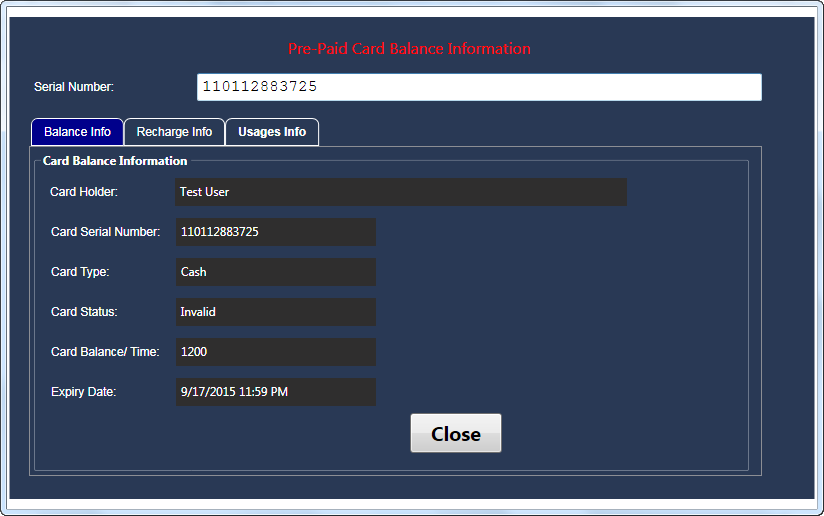 Pre-Paid Card Balance Information
Serial Number: 110112883725
Balance Info Recharge Info Usages Info
Card Balance Information
Card Holder: Test User
Card Serial Number: 110112883725
Card Type: Cash
Card Status: Invalid
Card Balance/ Time: 1200
Expiry Date: 9/17/2015 11:59 PM
Close